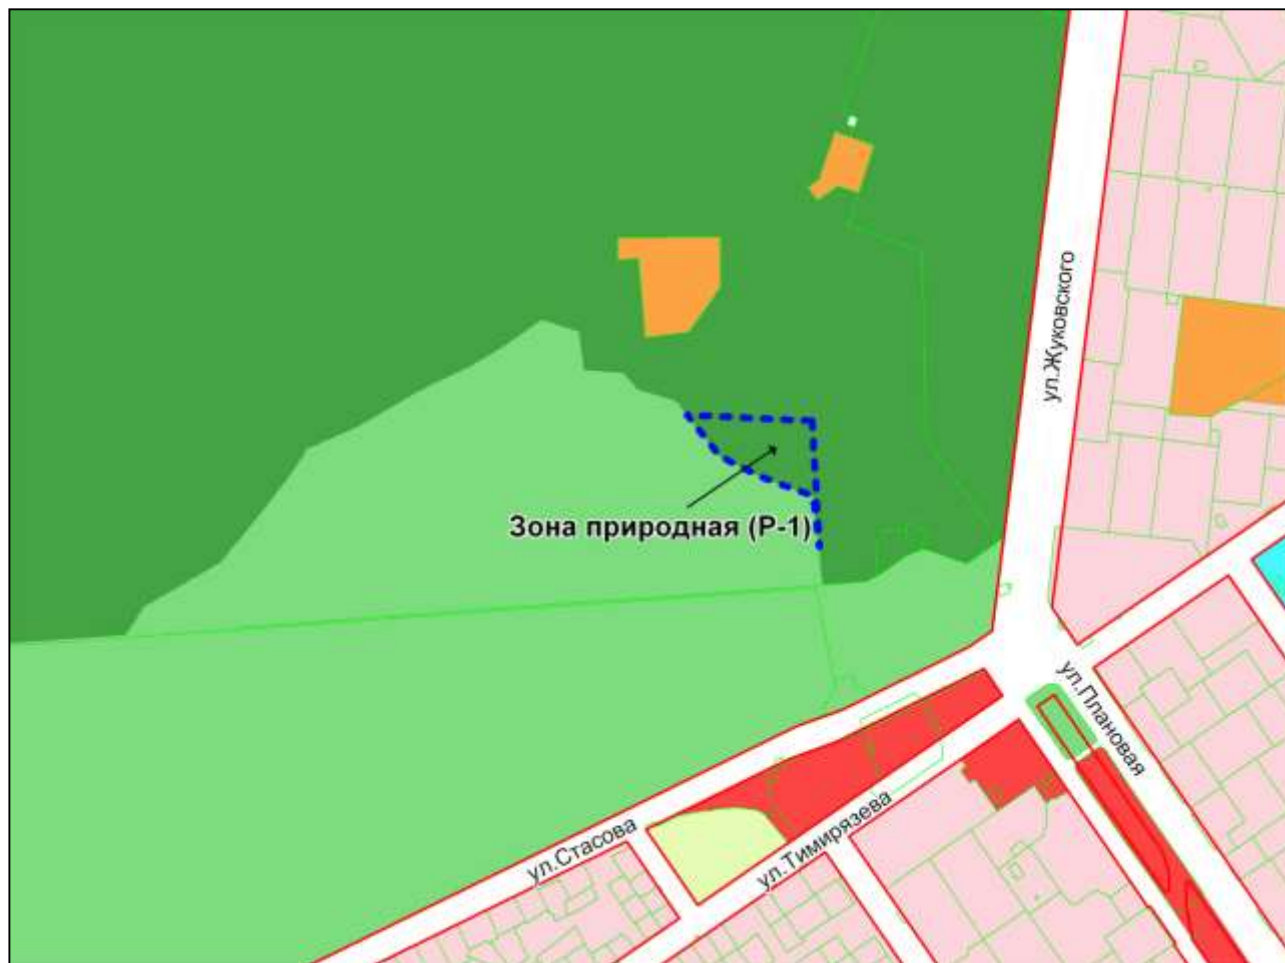 ул.Жуковского
Зона природная (Р-1)
ул.Плановая
ул.Стасова
ул.Тимирязева